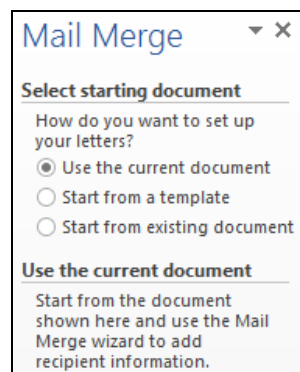 Mail Merge
Select starting document
How do you want to set up
your letters?
Use the current document
Start from a template
Start from existing document
Use the current document
Start from the document
shown here and use the Mail
Merge wizard to add
recipient information.